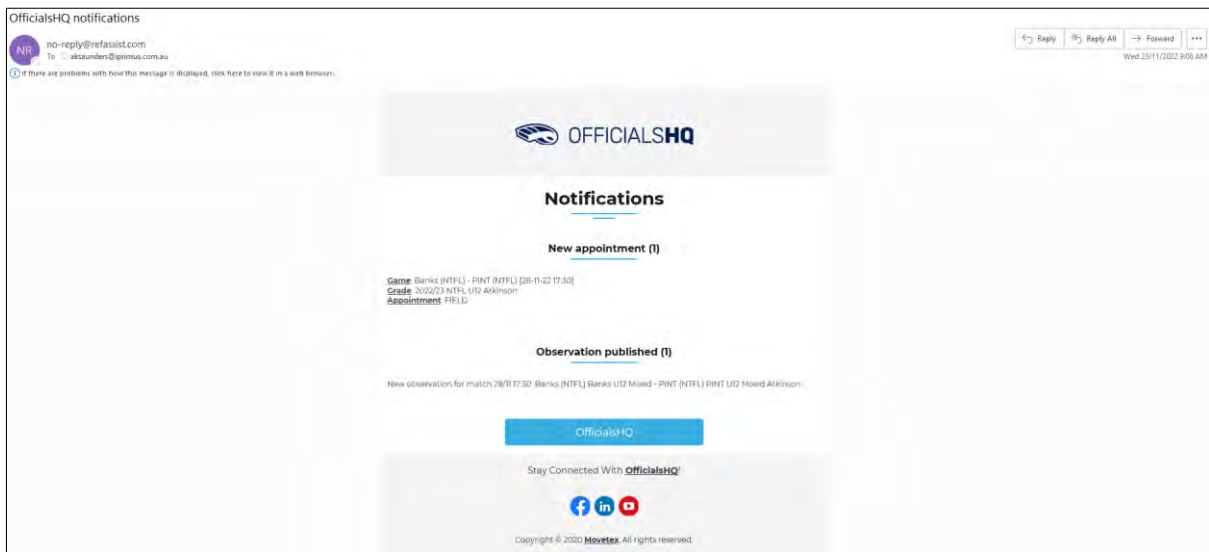 OfficialsHQ notifications
NR
no-reply@refassist.com
To aksaunders@iprimus.com.au
If there are problems with how this message is displayed, click here to view it in a web browser.
Reply
Reply All
Forward
...
Wed 23/11/2022 9:06 AM
OFFICIALSHQ
Notifications
New appointment (1)
Game: Banks (NTFL) - PINT (NTFL) [28-11-22 17:30]
Grade: 2022/23 NTFL U12 Atkinson
Appointment: FIELD
Observation published (1)
New observation for match 28/11 17:30: Banks (NTFL) Banks U12 Mixed - PINT (NTFL) PINT U12 Mixed Atkinson
OfficialsHQ
Stay Connected With OfficialsHQ!
f
in
Copyright © 2020 Movetex. All rights reserved.